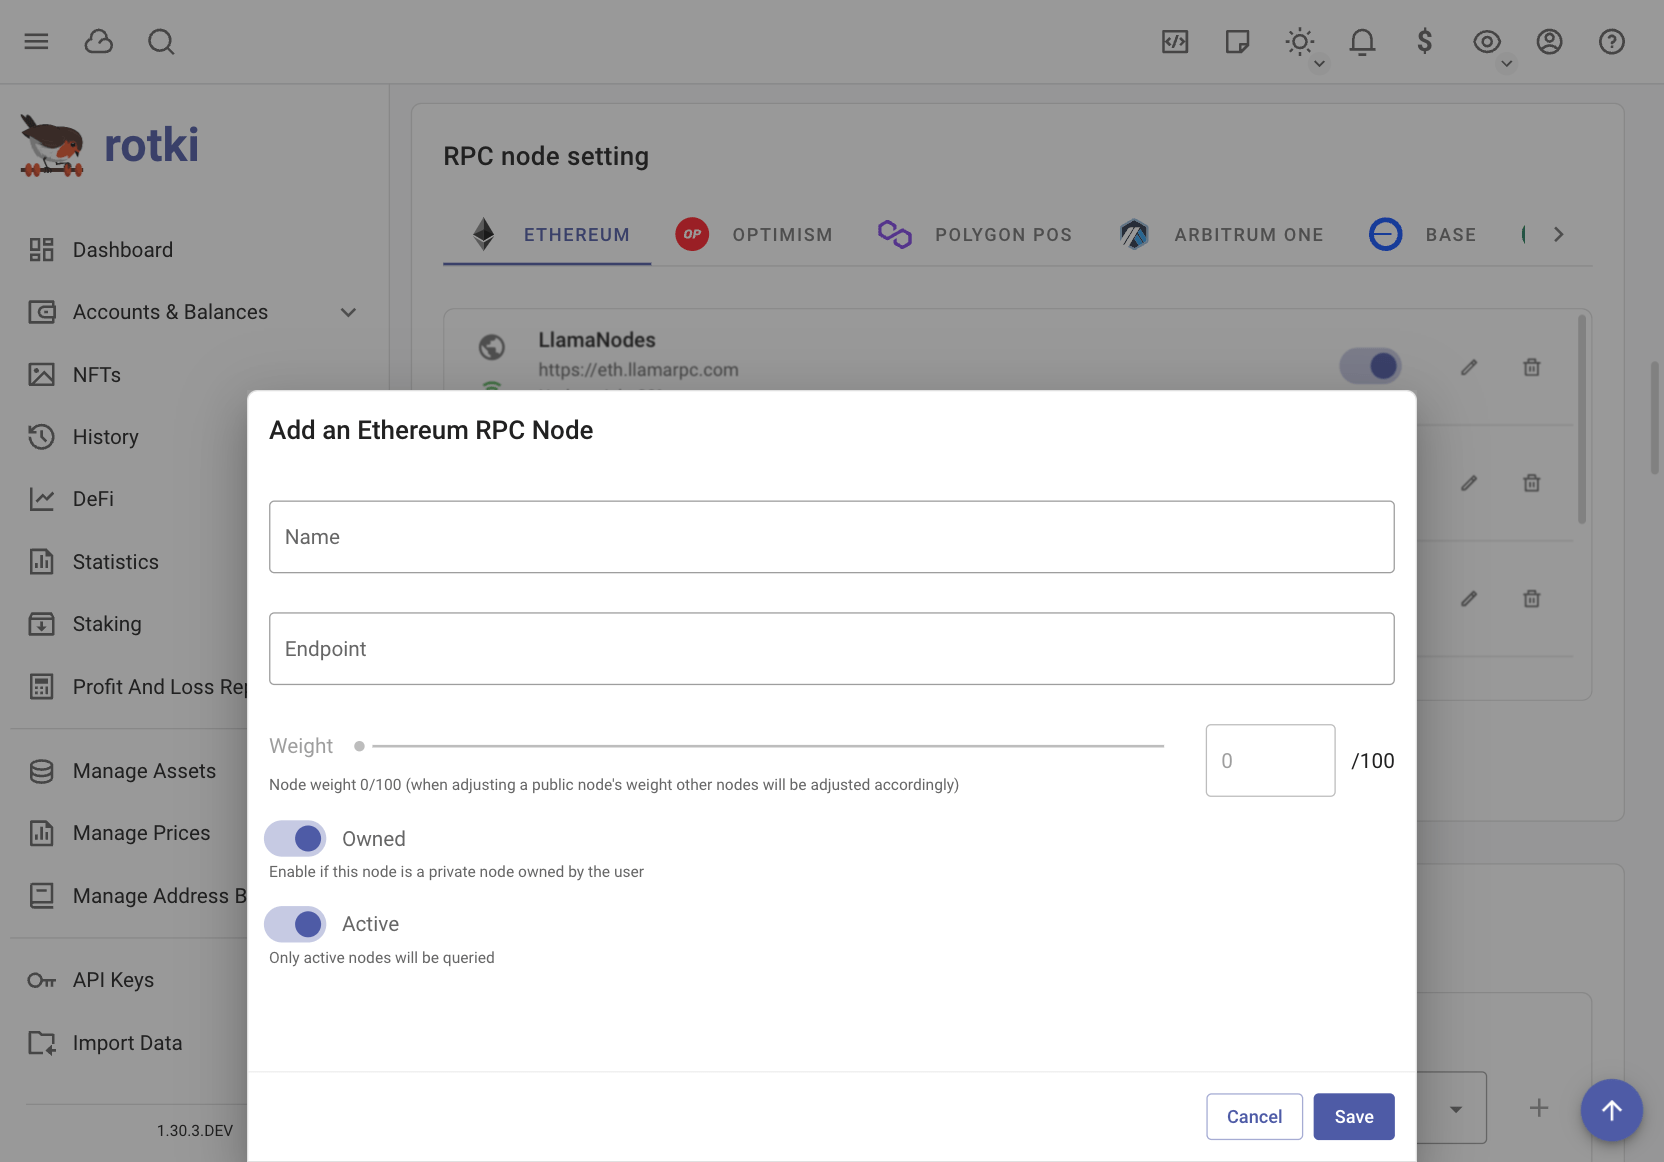 rotki
Dashboard
Accounts & Balances
NFTs
History
DeFi
Statistics
Staking
Profit And Loss Rep
Manage Assets
Manage Prices
Manage Address B
API Keys
Import Data
1.30.3.DEV
RPC node setting
ETHEREUM
OP
OPTIMISM
POLYGON POS
ARBITRUM ONE
BASE
LlamaNodes
https://eth.llamarpc.com
Add an Ethereum RPC Node
Name
Endpoint
Weight
0
/100
Node weight 0/100 (when adjusting a public node's weight other nodes will be adjusted accordingly)
Owned
Enable if this node is a private node owned by the user
Active
Only active nodes will be queried
Cancel
Save